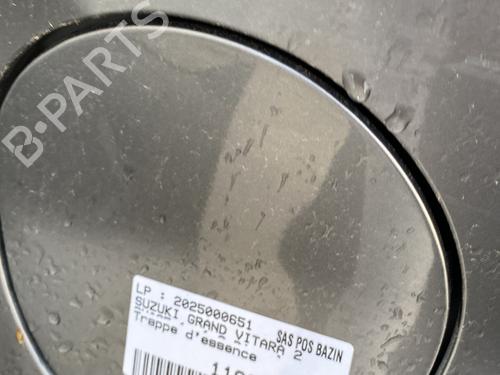 B-PARTS
LP : 2025000651
SAS POS BAZIN
SUZUKI GRAND VITARA 2
Trappe d'essence